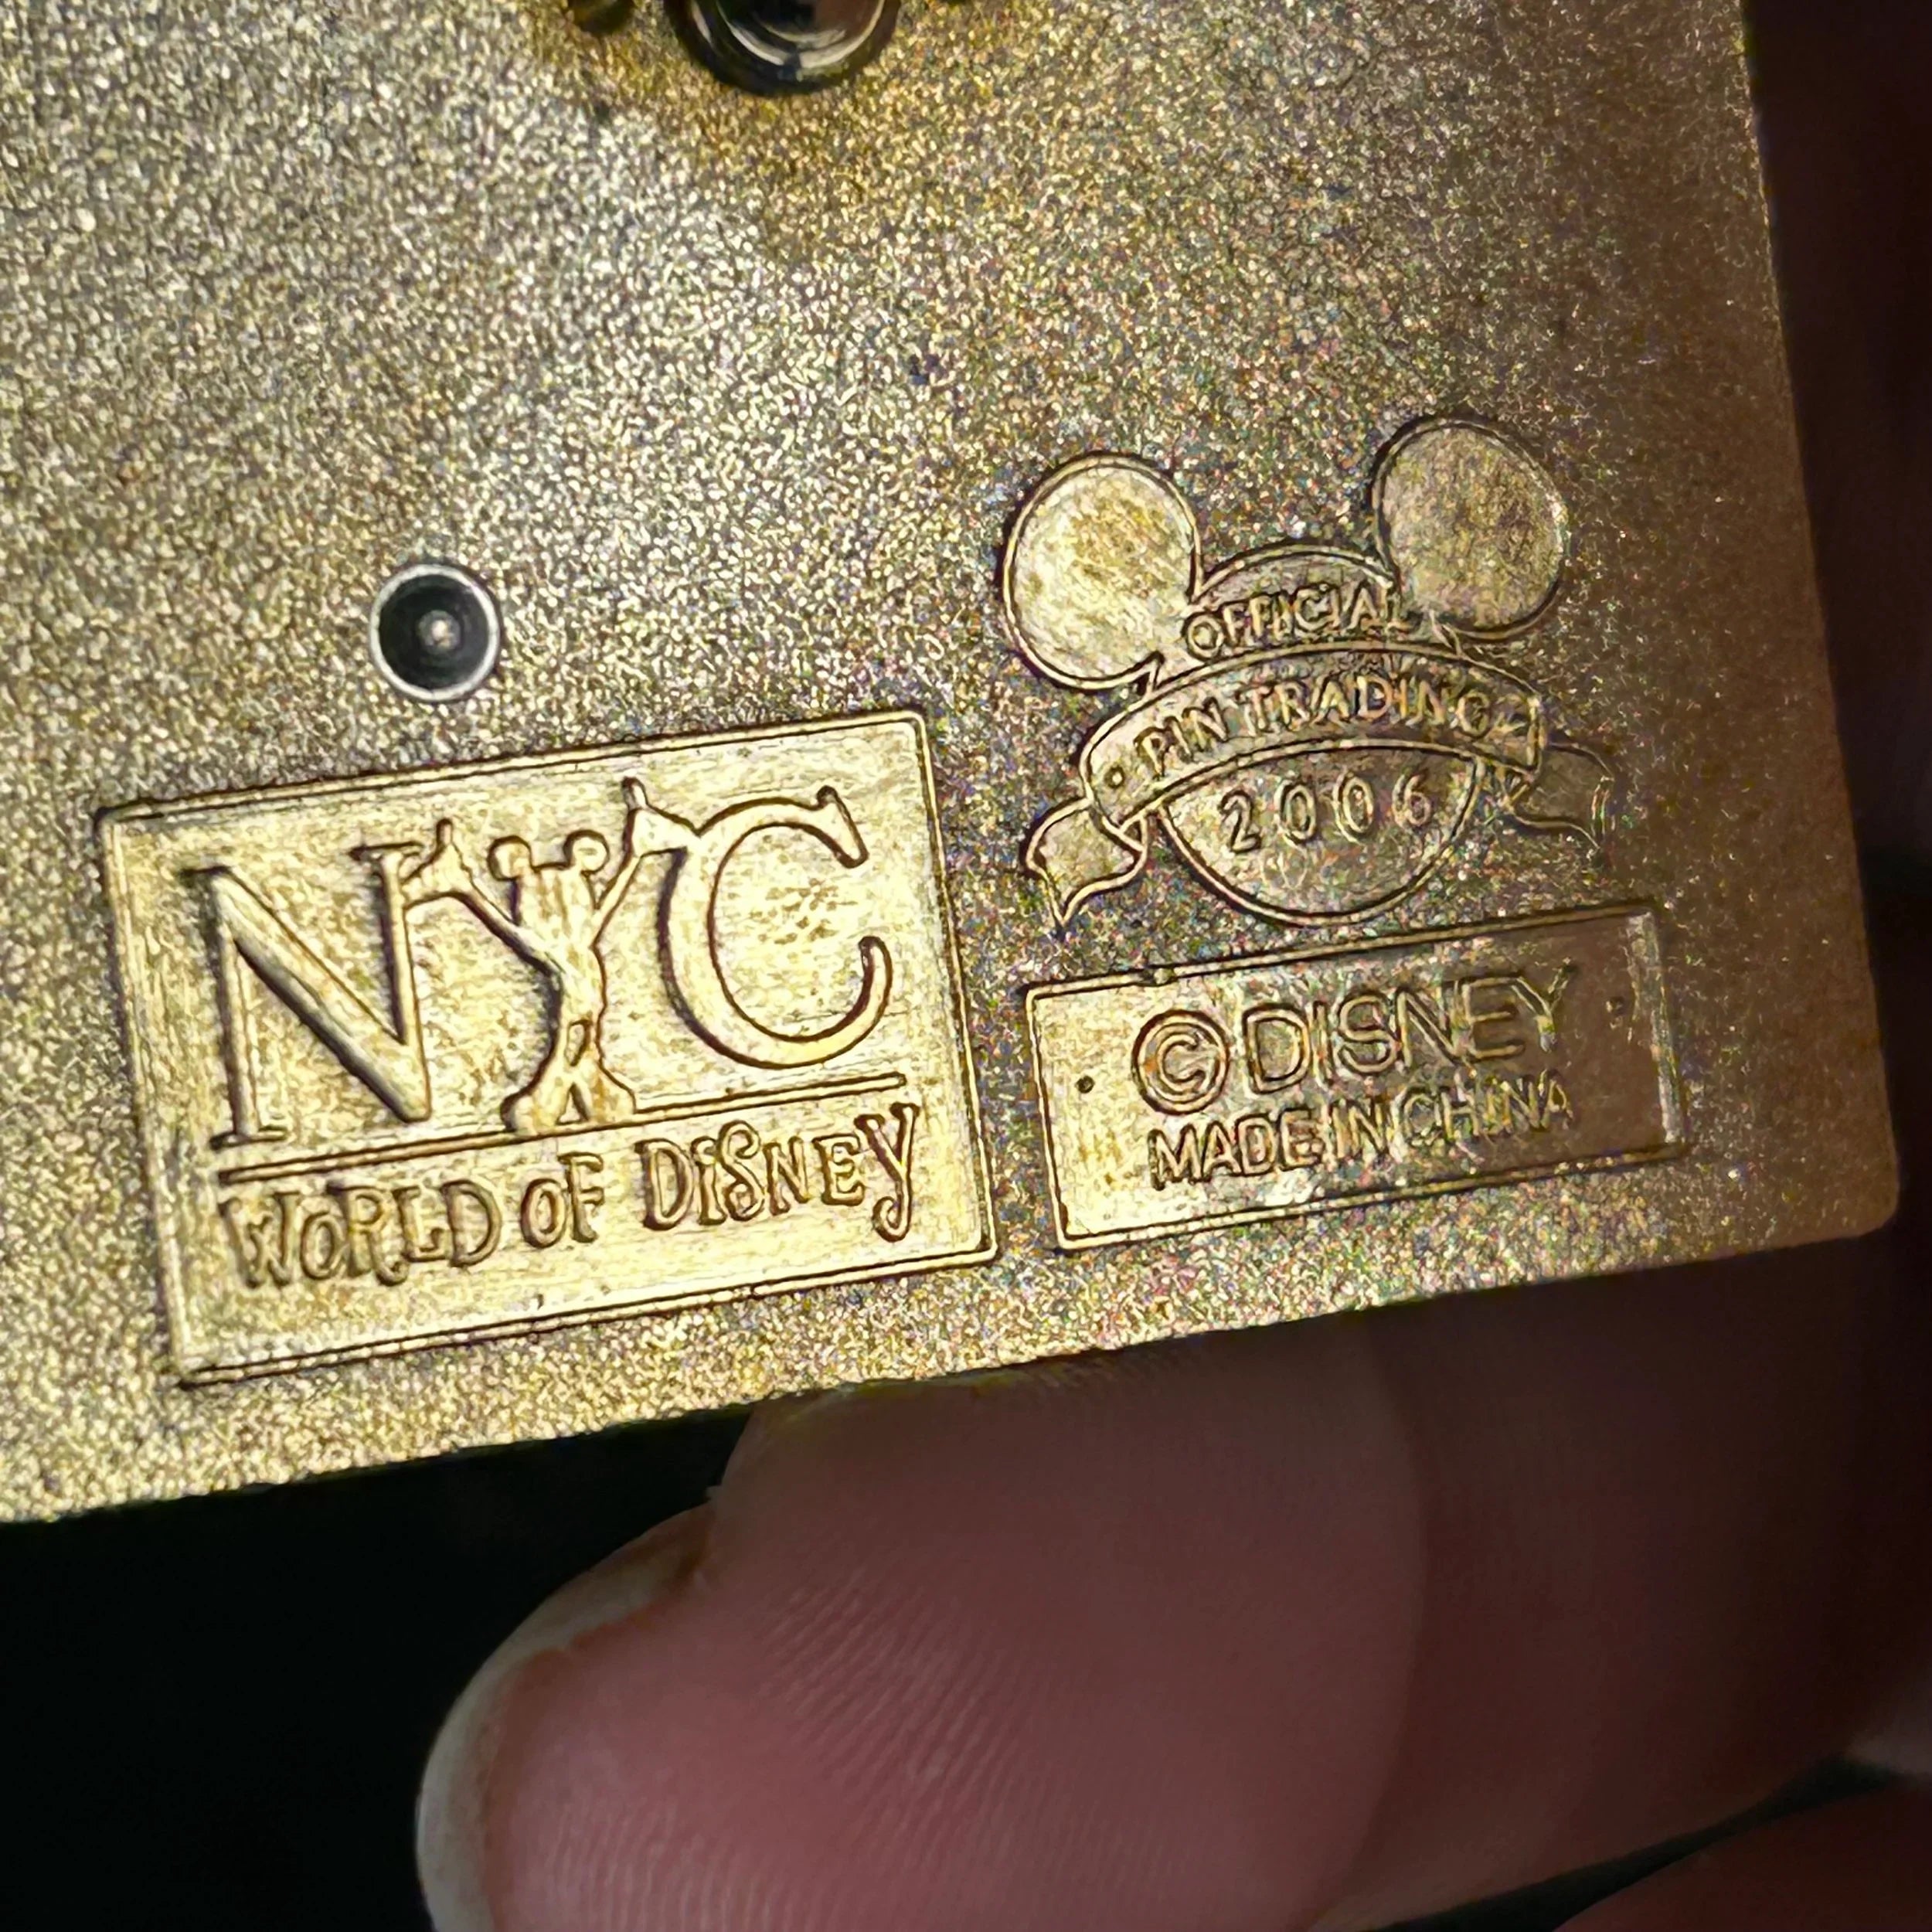 NYC
WORLD OF DiSNEY
OFFICIAL
PIN TRADING
2006
© DISNEY
MADE IN CHINA